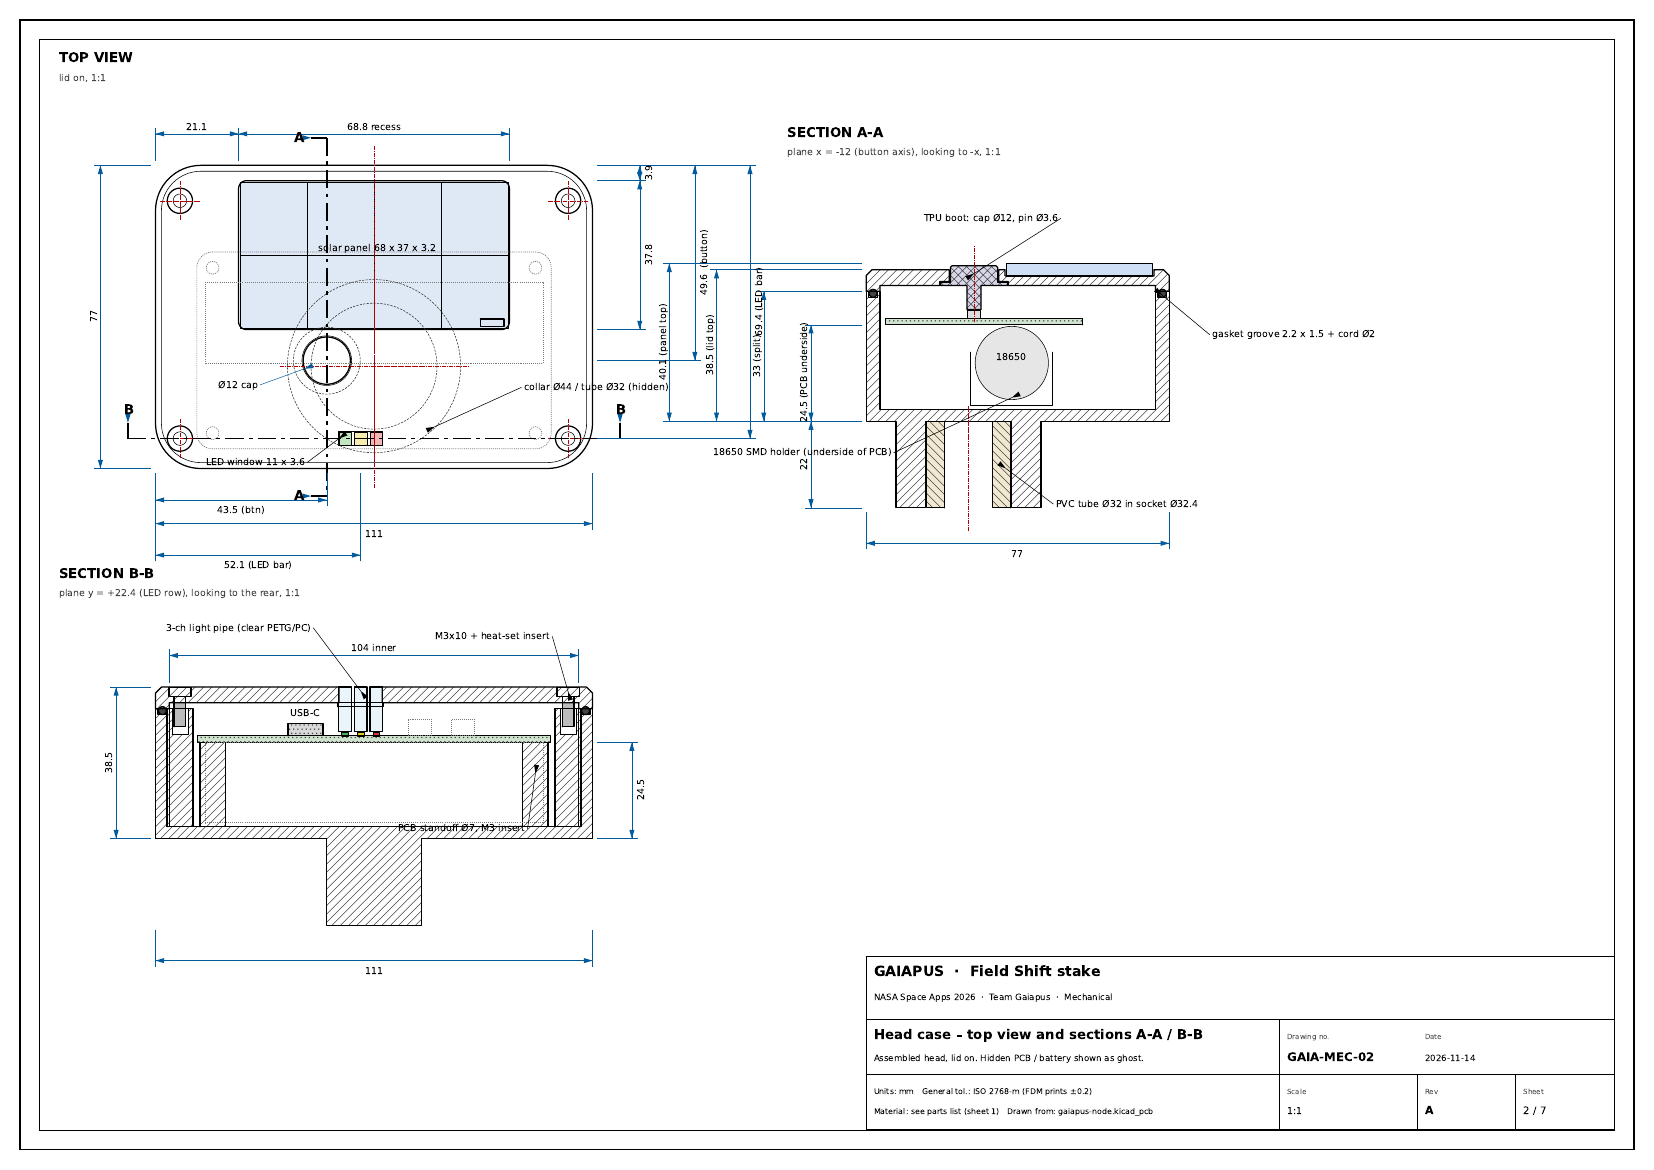 TOP VIEW
lid on, 1:1
21.1
68.8 recess
A
3.9
solar panel 68 x 37 x 3.2
37.8
49.6 (button)
69.4 (LED bar)
77
Ø12 cap
collar Ø44 / tube Ø32 (hidden)
B
B
LED window 11 x 3.6
A
43.5 (btn)
111
52.1 (LED bar)
SECTION A-A
plane x = -12 (button axis), looking to -x, 1:1
TPU boot: cap Ø12, pin Ø3.6
40.1 (panel top)
38.5 (lid top)
33 (split)
24.5 (PCB underside)
gasket groove 2.2 x 1.5 + cord Ø2
18650
18650 SMD holder (underside of PCB)
22
PVC tube Ø32 in socket Ø32.4
77
SECTION B-B
plane y = +22.4 (LED row), looking to the rear, 1:1
3-ch light pipe (clear PETG/PC)
M3x10 + heat-set insert
104 inner
USB-C
38.5
24.5
PCB standoff Ø7, M3 insert
111
GAIAPUS · Field Shift stake
NASA Space Apps 2026 · Team Gaiapus · Mechanical
Head case – top view and sections A-A / B-B
Assembled head, lid on. Hidden PCB / battery shown as ghost.
Drawing no.
Date
GAIA-MEC-02
2026-11-14
Units: mm General tol.: ISO 2768-m (FDM prints ±0.2)
Material: see parts list (sheet 1) Drawn from: gaiapus-node.kicad_pcb
Scale
Rev
Sheet
1:1
A
2 / 7